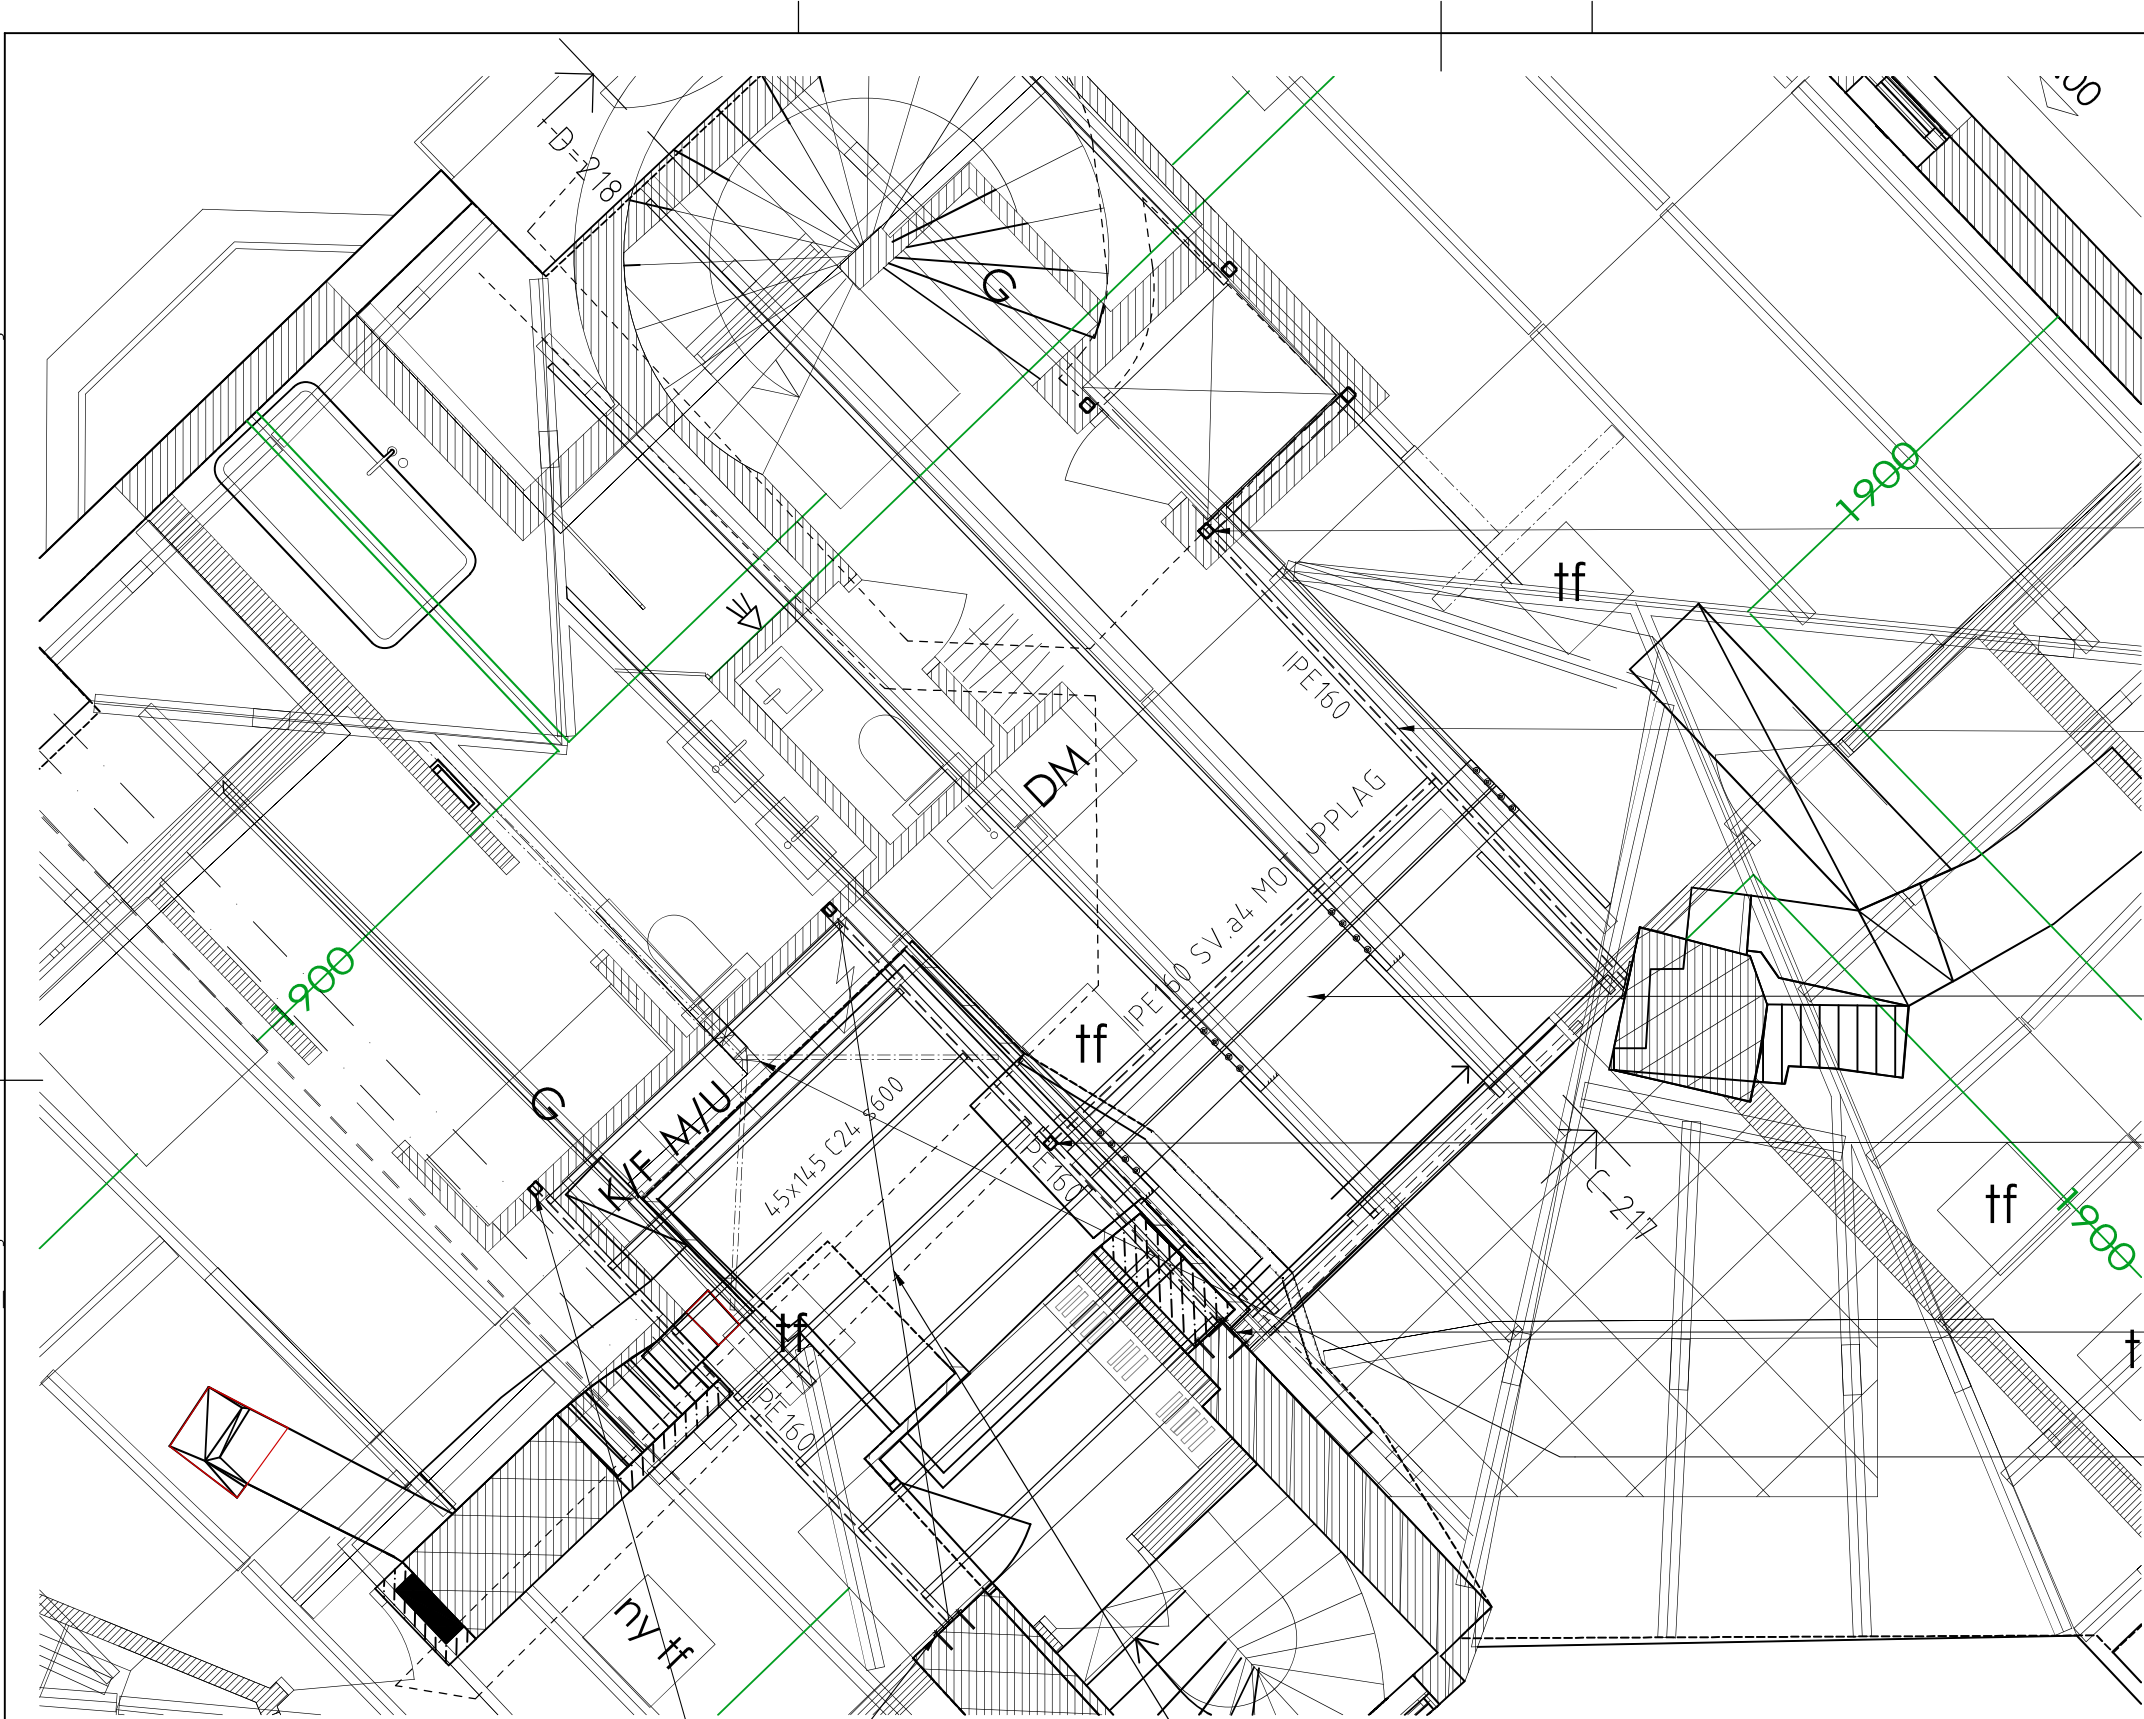 D-218
G
1900
tf
IPE160
DM
IPE160 SV.a4 MOT UPPLAG
1900
tf
G
K/F M/U
45x145 C24 s600
IPE160
C-217
tf
1900
tf
IPE160
ny tf